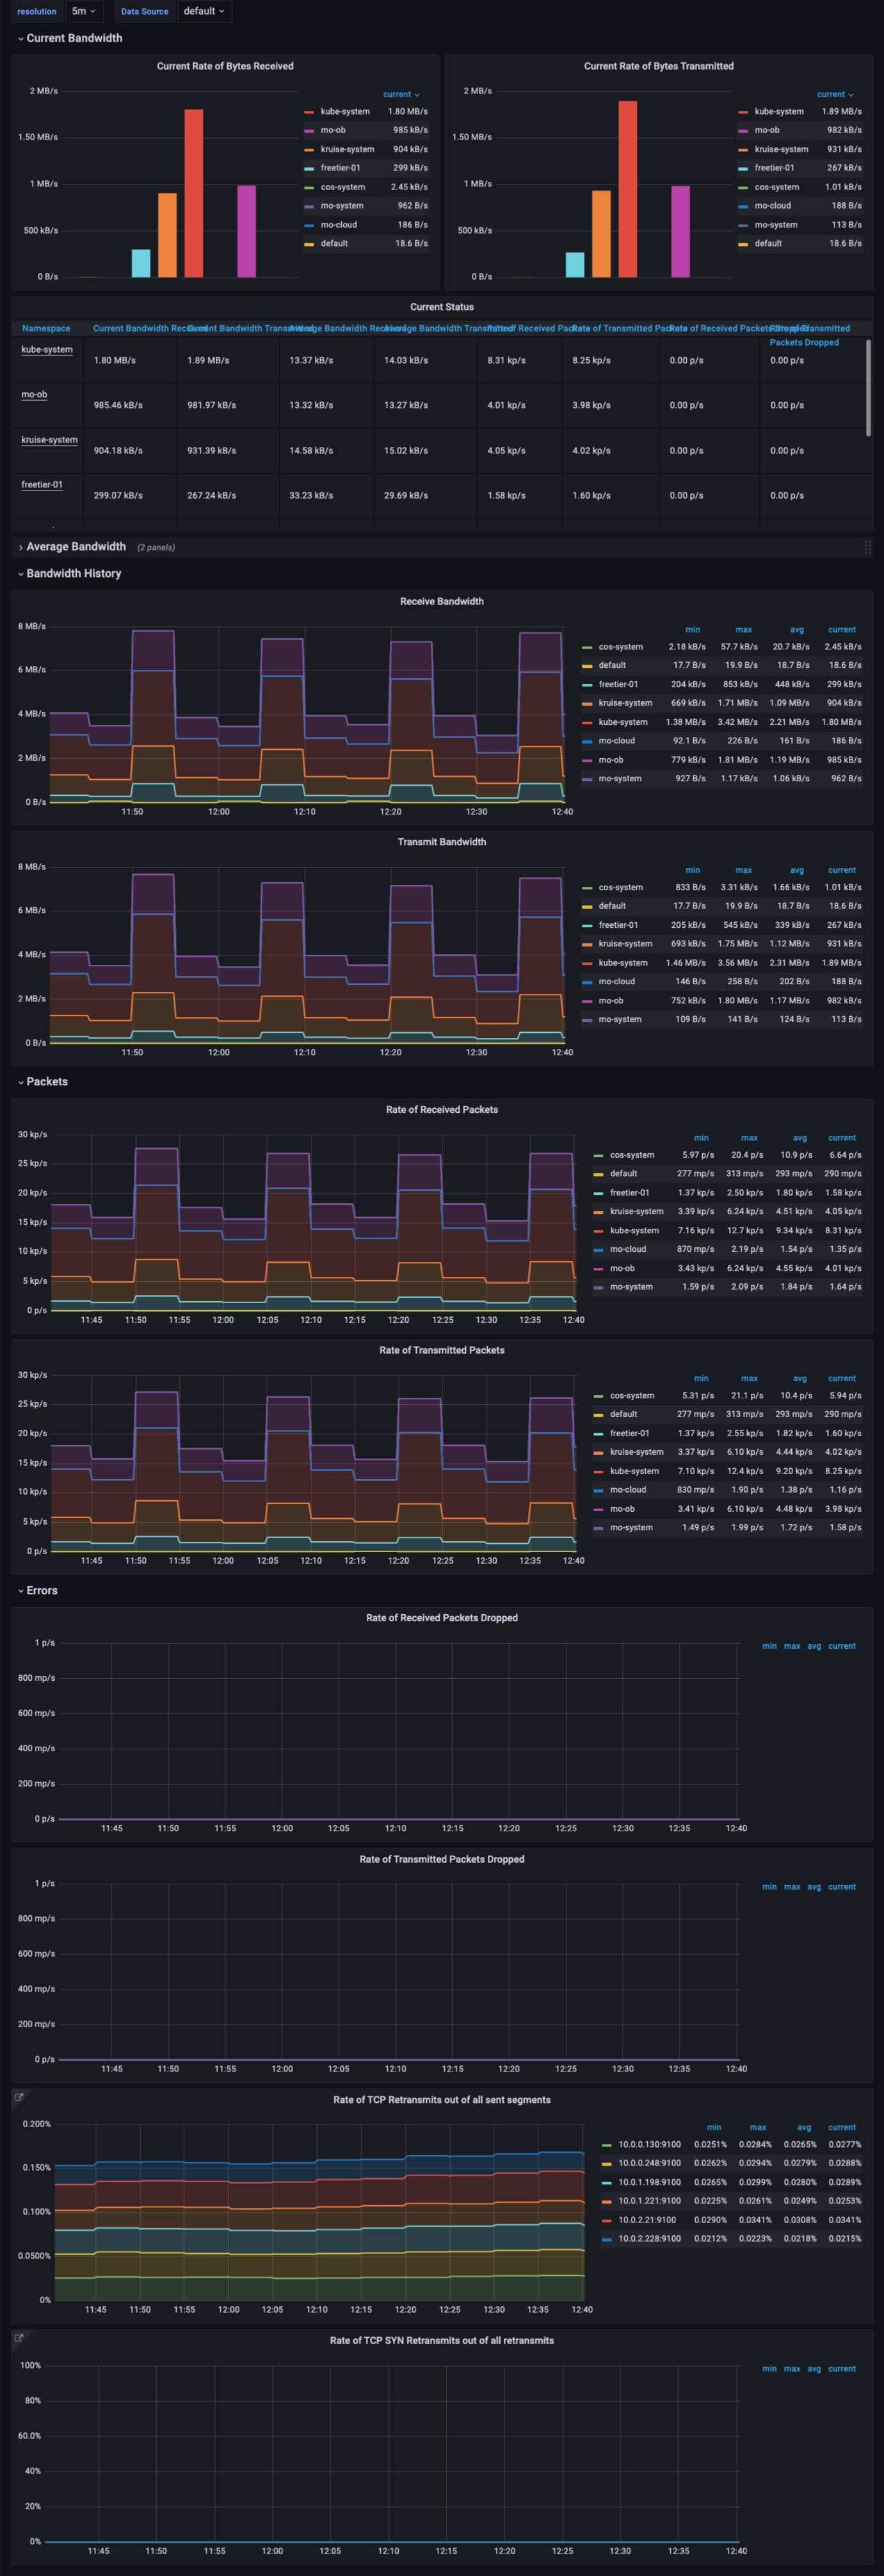 resolution 5m Data Source default
Current Bandwidth
Current Rate of Bytes Received
2 MB/s
1.50 MB/s
1 MB/s
500 kB/s
0 B/s
current
kube-system 1.80 MB/s
mo-ob 985 kB/s
kruise-system 904 kB/s
freetier-01 299 kB/s
cos-system 2.45 kB/s
mo-system 962 B/s
mo-cloud 186 B/s
default 18.6 B/s
Current Rate of Bytes Transmitted
2 MB/s
1.50 MB/s
1 MB/s
500 kB/s
0 B/s
current
kube-system 1.89 MB/s
mo-ob 982 kB/s
kruise-system 931 kB/s
freetier-01 267 kB/s
cos-system 1.01 kB/s
mo-cloud 188 B/s
mo-system 113 B/s
default 18.6 B/s
Current Status
Namespace Current Bandwidth Received Current Bandwidth Transmitted Average Bandwidth Received Average Bandwidth Transmitted Rate of Received Packets Rate of Transmitted Packets Rate of Received Packets Dropped Rate of Transmitted
Packets Dropped
kube-system 1.80 MB/s 1.89 MB/s 13.37 kB/s 14.03 kB/s 8.31 kp/s 8.25 kp/s 0.00 p/s 0.00 p/s
mo-ob 985.46 kB/s 981.97 kB/s 13.32 kB/s 13.27 kB/s 4.01 kp/s 3.98 kp/s 0.00 p/s 0.00 p/s
kruise-system 904.18 kB/s 931.39 kB/s 14.58 kB/s 15.02 kB/s 4.05 kp/s 4.02 kp/s 0.00 p/s 0.00 p/s
freetier-01 299.07 kB/s 267.24 kB/s 33.23 kB/s 29.69 kB/s 1.58 kp/s 1.60 kp/s 0.00 p/s 0.00 p/s
Average Bandwidth (2 panels)
Bandwidth History
Receive Bandwidth
8 MB/s
6 MB/s
4 MB/s
2 MB/s
0 B/s
11:50 12:00 12:10 12:20 12:30 12:40
min max avg current
cos-system 2.18 kB/s 57.7 kB/s 20.7 kB/s 2.45 kB/s
default 17.7 B/s 19.9 B/s 18.7 B/s 18.6 B/s
freetier-01 204 kB/s 853 kB/s 448 kB/s 299 kB/s
kruise-system 669 kB/s 1.71 MB/s 1.09 MB/s 904 kB/s
kube-system 1.38 MB/s 3.42 MB/s 2.21 MB/s 1.80 MB/s
mo-cloud 92.1 B/s 226 B/s 161 B/s 186 B/s
mo-ob 779 kB/s 1.81 MB/s 1.19 MB/s 985 kB/s
mo-system 927 B/s 1.17 kB/s 1.06 kB/s 962 B/s
Transmit Bandwidth
8 MB/s
6 MB/s
4 MB/s
2 MB/s
0 B/s
11:50 12:00 12:10 12:20 12:30 12:40
min max avg current
cos-system 833 B/s 3.31 kB/s 1.66 kB/s 1.01 kB/s
default 17.7 B/s 19.9 B/s 18.7 B/s 18.6 B/s
freetier-01 205 kB/s 545 kB/s 339 kB/s 267 kB/s
kruise-system 693 kB/s 1.75 MB/s 1.12 MB/s 931 kB/s
kube-system 1.46 MB/s 3.56 MB/s 2.31 MB/s 1.89 MB/s
mo-cloud 146 B/s 258 B/s 202 B/s 188 B/s
mo-ob 752 kB/s 1.80 MB/s 1.17 MB/s 982 kB/s
mo-system 109 B/s 141 B/s 124 B/s 113 B/s
Packets
Rate of Received Packets
30 kp/s
25 kp/s
20 kp/s
15 kp/s
10 kp/s
5 kp/s
0 p/s
11:45 11:50 11:55 12:00 12:05 12:10 12:15 12:20 12:25 12:30 12:35 12:40
min max avg current
cos-system 5.97 p/s 20.4 p/s 10.9 p/s 6.64 p/s
default 277 mp/s 313 mp/s 293 mp/s 290 mp/s
freetier-01 1.37 kp/s 2.50 kp/s 1.80 kp/s 1.58 kp/s
kruise-system 3.39 kp/s 6.24 kp/s 4.51 kp/s 4.05 kp/s
kube-system 7.16 kp/s 12.7 kp/s 9.34 kp/s 8.31 kp/s
mo-cloud 870 mp/s 2.19 p/s 1.54 p/s 1.35 p/s
mo-ob 3.43 kp/s 6.24 kp/s 4.55 kp/s 4.01 kp/s
mo-system 1.59 p/s 2.09 p/s 1.84 p/s 1.64 p/s
Rate of Transmitted Packets
30 kp/s
25 kp/s
20 kp/s
15 kp/s
10 kp/s
5 kp/s
0 p/s
11:45 11:50 11:55 12:00 12:05 12:10 12:15 12:20 12:25 12:30 12:35 12:40
min max avg current
cos-system 5.31 p/s 21.1 p/s 10.4 p/s 5.94 p/s
default 277 mp/s 313 mp/s 293 mp/s 290 mp/s
freetier-01 1.37 kp/s 2.55 kp/s 1.82 kp/s 1.60 kp/s
kruise-system 3.37 kp/s 6.10 kp/s 4.44 kp/s 4.02 kp/s
kube-system 7.10 kp/s 12.4 kp/s 9.20 kp/s 8.25 kp/s
mo-cloud 830 mp/s 1.90 p/s 1.38 p/s 1.16 p/s
mo-ob 3.41 kp/s 6.10 kp/s 4.48 kp/s 3.98 kp/s
mo-system 1.49 p/s 1.99 p/s 1.72 p/s 1.58 p/s
Errors
Rate of Received Packets Dropped
1 p/s
800 mp/s
600 mp/s
400 mp/s
200 mp/s
0 p/s
11:45 11:50 11:55 12:00 12:05 12:10 12:15 12:20 12:25 12:30 12:35 12:40
min max avg current
Rate of Transmitted Packets Dropped
1 p/s
800 mp/s
600 mp/s
400 mp/s
200 mp/s
0 p/s
11:45 11:50 11:55 12:00 12:05 12:10 12:15 12:20 12:25 12:30 12:35 12:40
min max avg current
Rate of TCP Retransmits out of all sent segments
0.200%
0.150%
0.100%
0.0500%
0%
11:45 11:50 11:55 12:00 12:05 12:10 12:15 12:20 12:25 12:30 12:35 12:40
min max avg current
10.0.0.130:9100 0.0251% 0.0284% 0.0265% 0.0277%
10.0.0.248:9100 0.0262% 0.0294% 0.0279% 0.0288%
10.0.1.198:9100 0.0265% 0.0299% 0.0280% 0.0289%
10.0.1.221:9100 0.0225% 0.0261% 0.0249% 0.0253%
10.0.2.21:9100 0.0290% 0.0341% 0.0308% 0.0341%
10.0.2.228:9100 0.0212% 0.0223% 0.0218% 0.0215%
Rate of TCP SYN Retransmits out of all retransmits
100%
80%
60.0%
40%
20%
0%
11:45 11:50 11:55 12:00 12:05 12:10 12:15 12:20 12:25 12:30 12:35 12:40
min max avg current